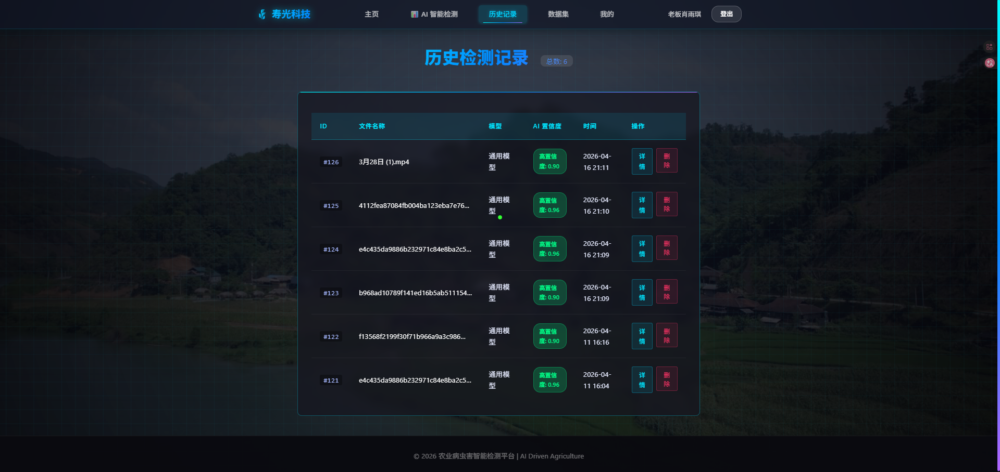 寿光科技
主页
AI 智能检测
历史记录
数据集
我的
老板肖雨琪
登出
历史检测记录
总数: 6
ID
文件名称
模型
AI 置信度
时间
操作
#126
3月28日 (1).mp4
通用模
型
高置信
度: 0.90
2026-04-
16 21:11
详
情
删
除
#125
4112fea87084fb004ba123eba7e76...
通用模
型
高置信
度: 0.96
2026-04-
16 21:10
详
情
删
除
#124
e4c435da9886b232971c84e8ba2c5...
通用模
型
高置信
度: 0.96
2026-04-
16 21:09
详
情
删
除
#123
b968ad10789f141ed16b5ab511154...
通用模
型
高置信
度: 0.90
2026-04-
16 21:09
详
情
删
除
#122
f13568f2199f30f71b966a9a3c986...
通用模
型
高置信
度: 0.90
2026-04-
11 16:16
详
情
删
除
#121
e4c435da9886b232971c84e8ba2c5...
通用模
型
高置信
度: 0.96
2026-04-
11 16:04
详
情
删
除
© 2026 农业病虫害智能检测平台 | AI Driven Agriculture